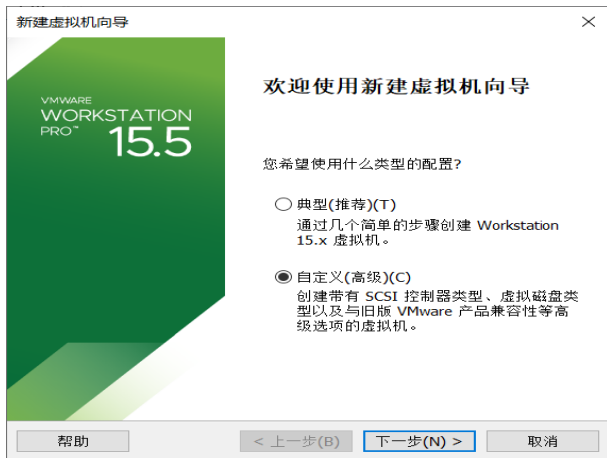 新建虚拟机向导
VMWARE
WORKSTATION
PRO™ 15.5
欢迎使用新建虚拟机向导
您希望使用什么类型的配置?
典型(推荐)(T)
通过几个简单的步骤创建 Workstation
15.x 虚拟机。
自定义(高级)(C)
创建带有 SCSI 控制器类型、虚拟磁盘类
型以及与旧版 VMware 产品兼容性等高
级选项的虚拟机。
帮助 < 上一步(B) 下一步(N) > 取消